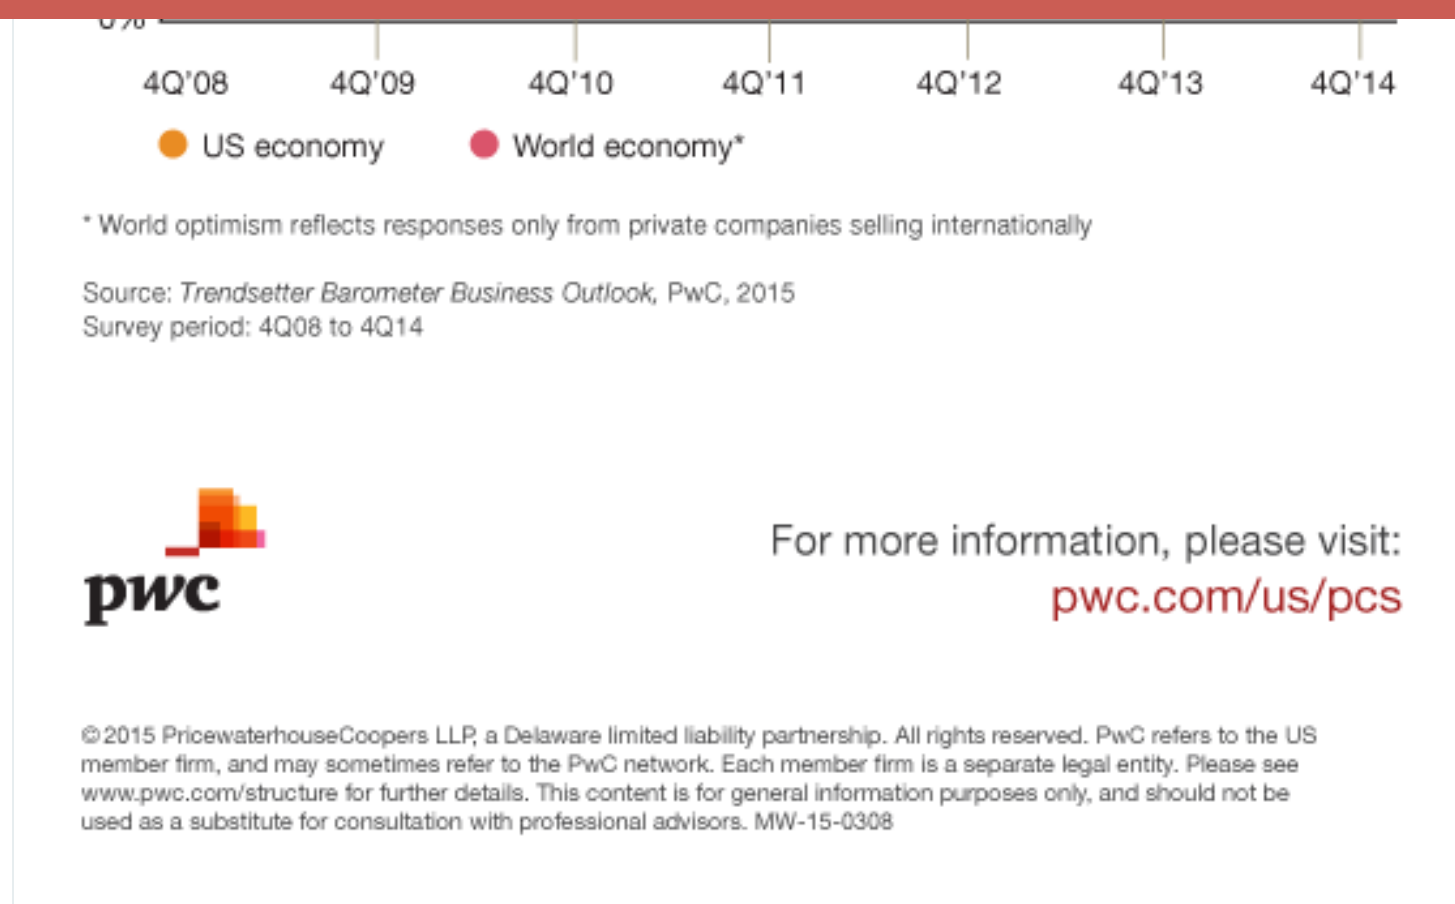 0%
4Q'08 4Q'09 4Q'10 4Q'11 4Q'12 4Q'13 4Q'14
US economy World economy*
* World optimism reflects responses only from private companies selling internationally
Source: Trendsetter Barometer Business Outlook, PwC, 2015
Survey period: 4Q08 to 4Q14
pwc
For more information, please visit:
pwc.com/us/pcs
© 2015 PricewaterhouseCoopers LLP, a Delaware limited liability partnership. All rights reserved. PwC refers to the US
member firm, and may sometimes refer to the PwC network. Each member firm is a separate legal entity. Please see
www.pwc.com/structure for further details. This content is for general information purposes only, and should not be
used as a substitute for consultation with professional advisors. MW-15-0308